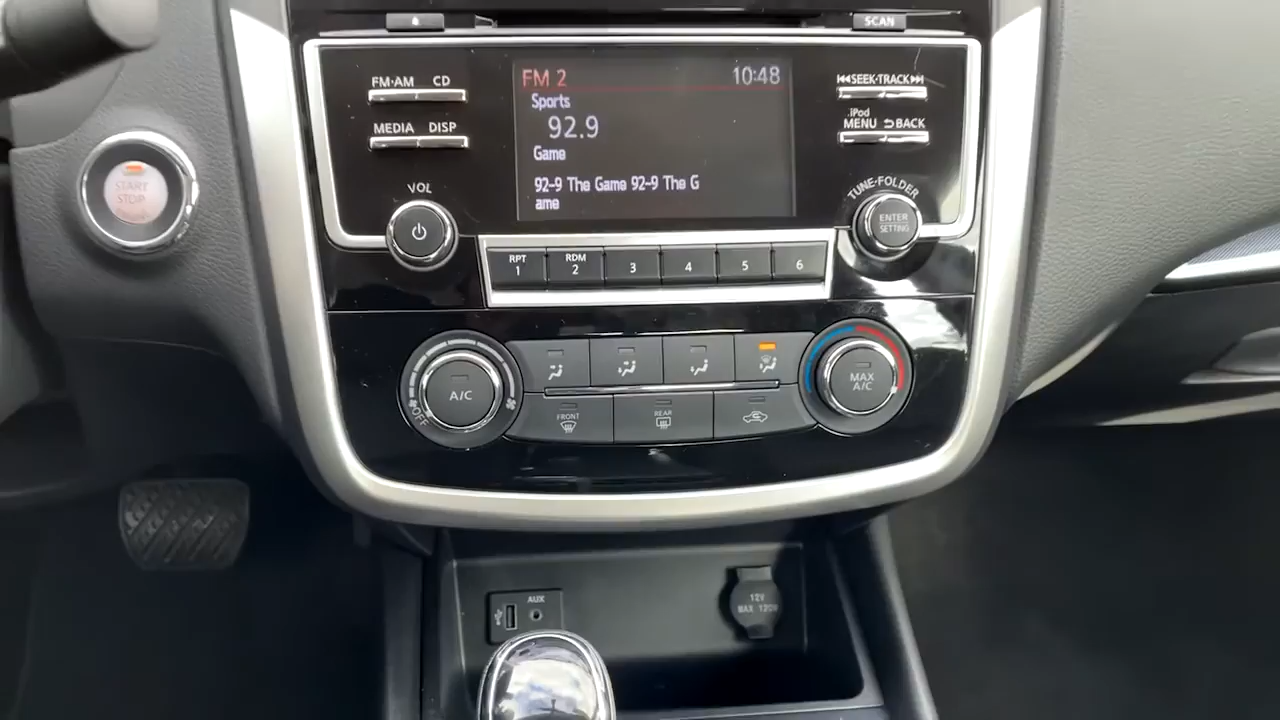 SCAN
FM·AM CD
MEDIA DISP
VOL
FM 2 10:48
Sports
92.9
Game
92-9 The Game 92-9 The G
ame
SEEK·TRACK
iPod
MENU BACK
TUNE·FOLDER
ENTER
SETTING
START
STOP
RPT
1
RDM
2
3
4
5
6
A/C
OFF
MAX
A/C
FRONT
REAR
AUX
12V
MAX 120W